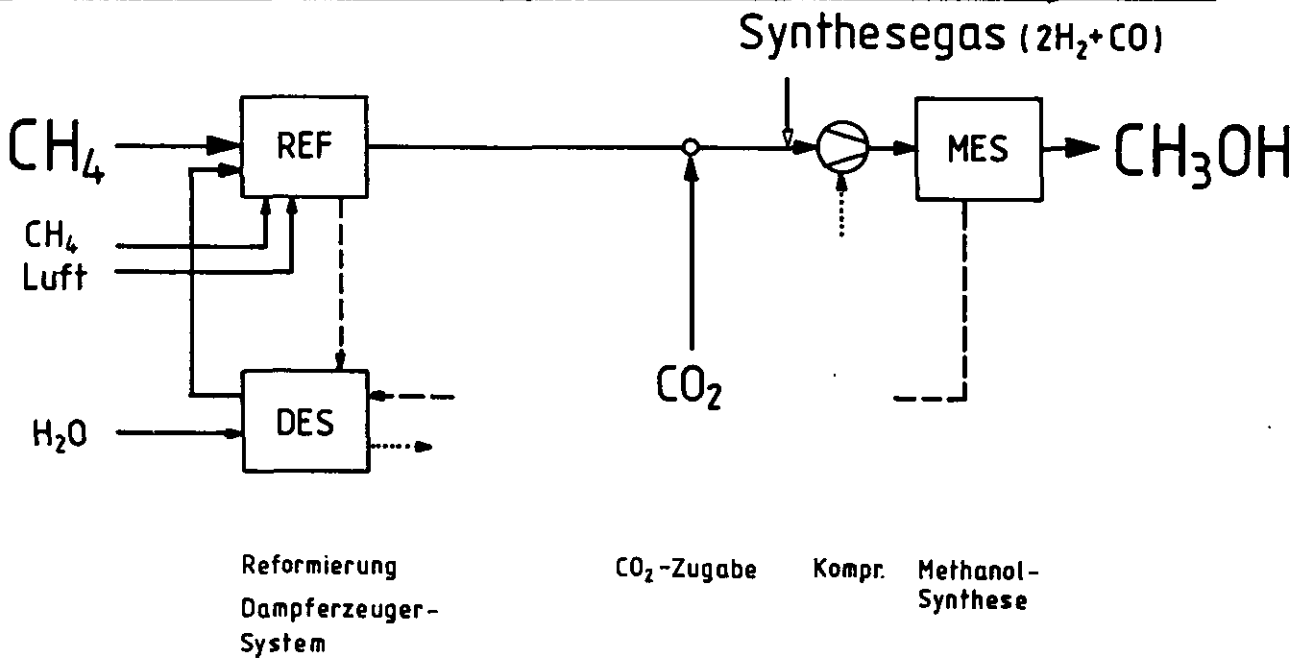 Synthesegas (2H₂+CO)
CH₄
REF
MES
CH₃OH
CH₄
Luft
CO₂
H₂O
DES
Reformierung
CO₂-Zugabe
Kompr.
Methanol-
Synthese
Dampferzeuger-
System